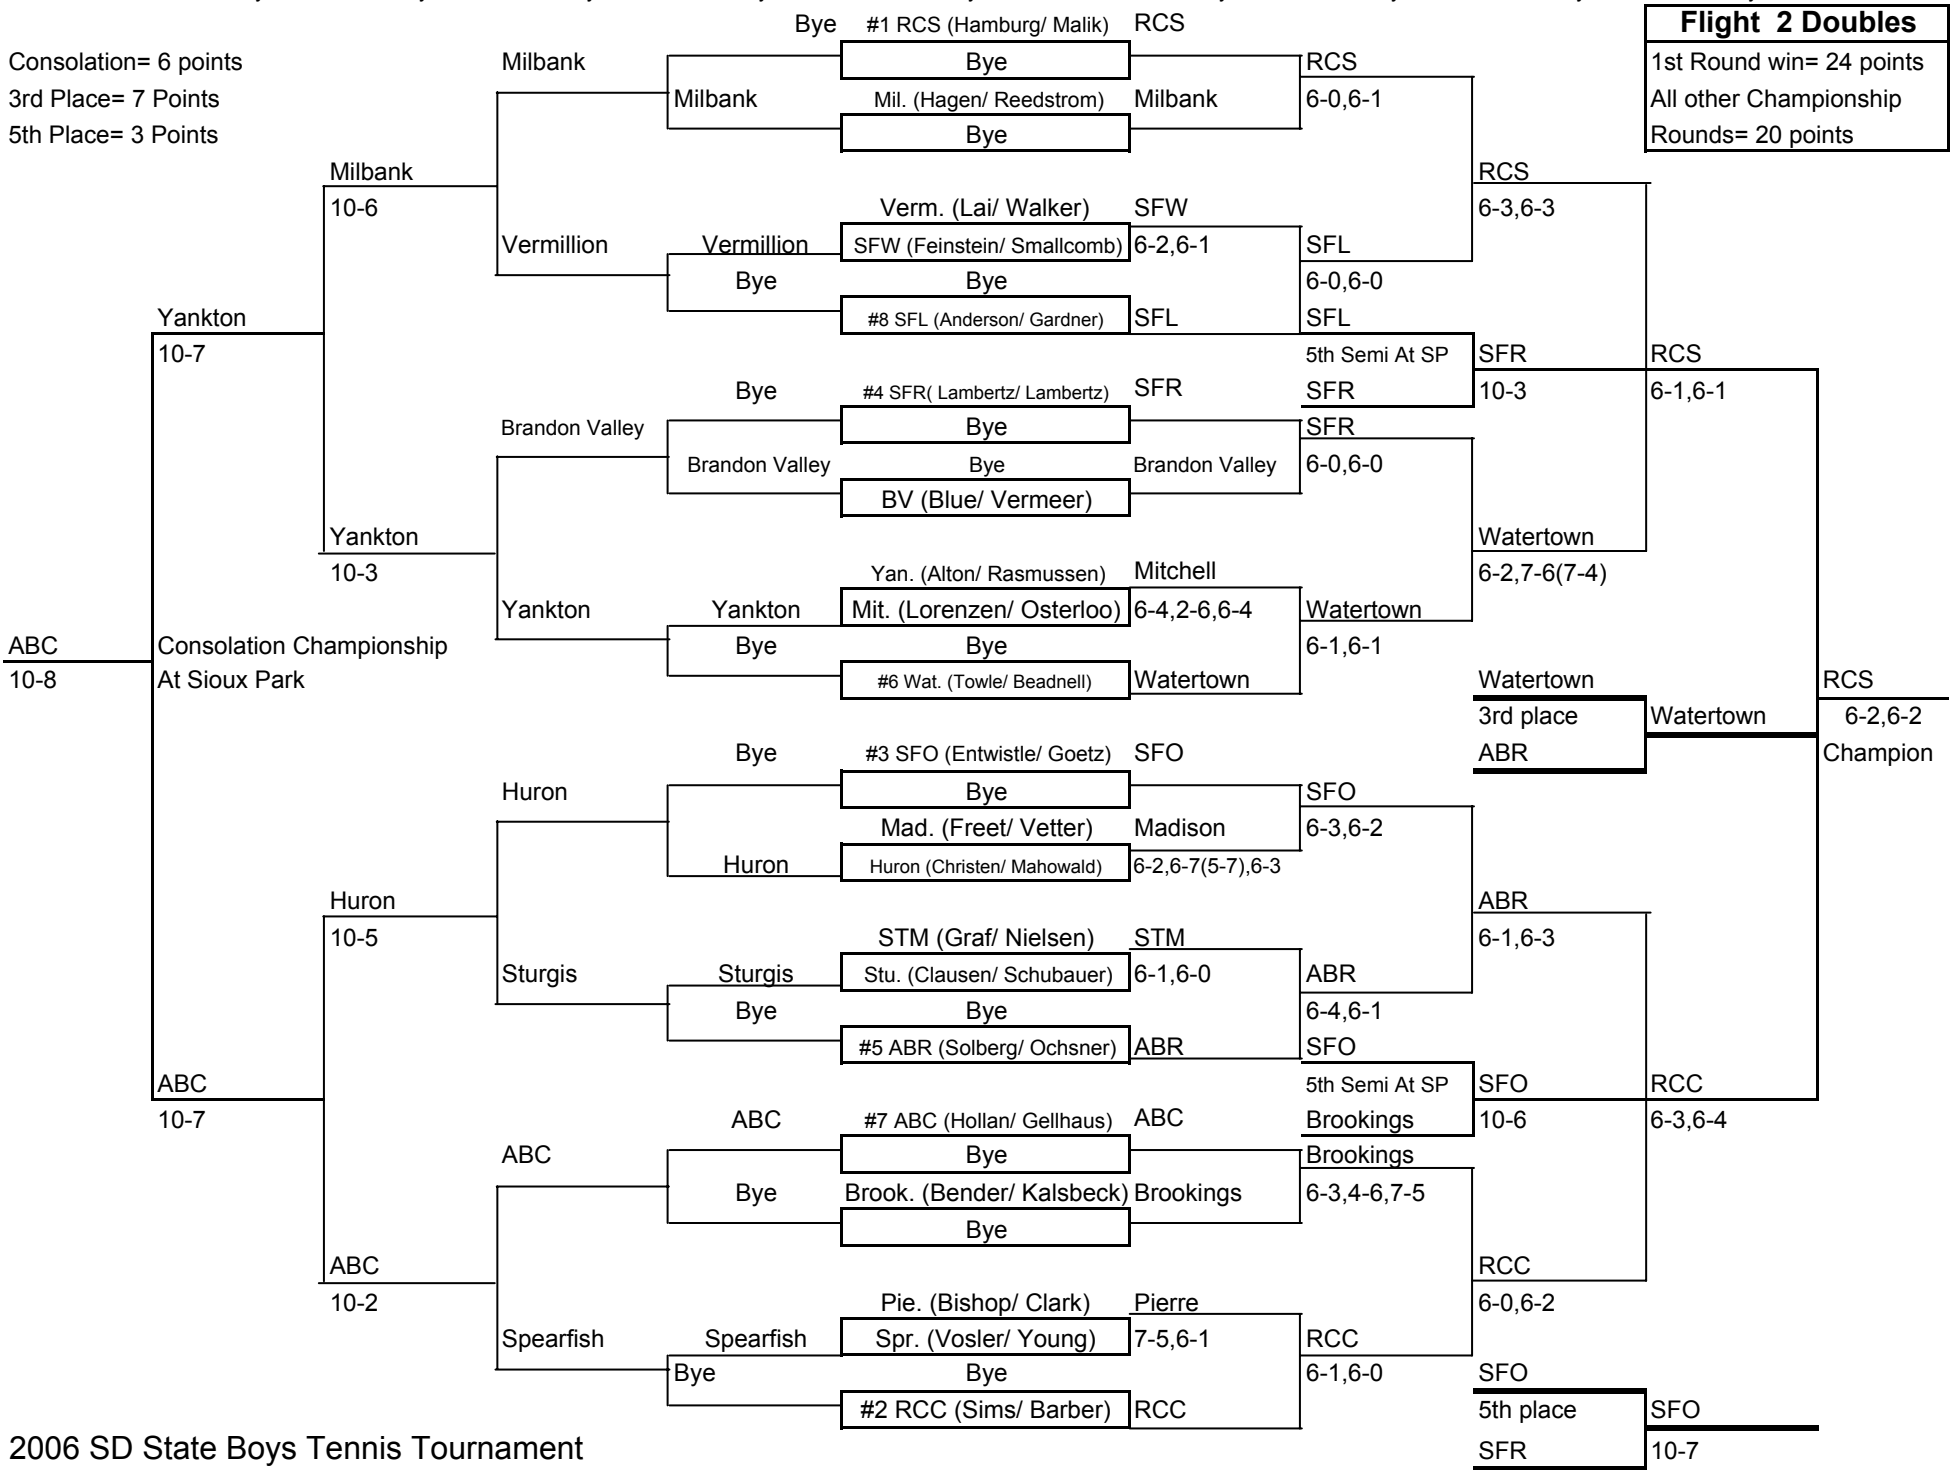 Bye #1 RCS (Hamburg/ Malik) RCS
Flight 2 Doubles
Consolation= 6 points Milbank Bye RCS 1st Round win= 24 points
3rd Place= 7 Points Milbank Mil. (Hagen/ Reedstrom) Milbank 6-0,6-1 All other Championship
5th Place= 3 Points Bye Rounds= 20 points
Milbank RCS
10-6 Verm. (Lai/ Walker) SFW 6-3,6-3
Vermillion Vermillion SFW (Feinstein/ Smallcomb) 6-2,6-1 SFL
Bye Bye 6-0,6-0
Yankton #8 SFL (Anderson/ Gardner) SFL SFL
10-7 5th Semi At SP SFR RCS
Bye #4 SFR( Lambertz/ Lambertz) SFR SFR 10-3 6-1,6-1
Brandon Valley Bye SFR
Brandon Valley Bye Brandon Valley 6-0,6-0
BV (Blue/ Vermeer)
Yankton Watertown
10-3 Yan. (Alton/ Rasmussen) Mitchell 6-2,7-6(7-4)
Yankton Yankton Mit. (Lorenzen/ Osterloo) 6-4,2-6,6-4 Watertown
ABC Consolation Championship Bye Bye 6-1,6-1
10-8 At Sioux Park #6 Wat. (Towle/ Beadnell) Watertown Watertown RCS
3rd place Watertown 6-2,6-2
Bye #3 SFO (Entwistle/ Goetz) SFO ABR Champion
Huron Bye SFO
Mad. (Freet/ Vetter) Madison 6-3,6-2
Huron Huron (Christen/ Mahowald) 6-2,6-7(5-7),6-3
Huron ABR
10-5 STM (Graf/ Nielsen) STM 6-1,6-3
Sturgis Sturgis Stu. (Clausen/ Schubauer) 6-1,6-0 ABR
Bye Bye 6-4,6-1
#5 ABR (Solberg/ Ochsner) ABR SFO
ABC 5th Semi At SP SFO RCC
10-7 ABC #7 ABC (Hollan/ Gellhaus) ABC Brookings 10-6 6-3,6-4
ABC Bye Brookings
Bye Brook. (Bender/ Kalsbeck) Brookings 6-3,4-6,7-5
Bye
ABC RCC
10-2 Pie. (Bishop/ Clark) Pierre 6-0,6-2
Spearfish Spearfish Spr. (Vosler/ Young) 7-5,6-1 RCC
Bye Bye 6-1,6-0 SFO
#2 RCC (Sims/ Barber) RCC 5th place SFO
2006 SD State Boys Tennis Tournament SFR 10-7